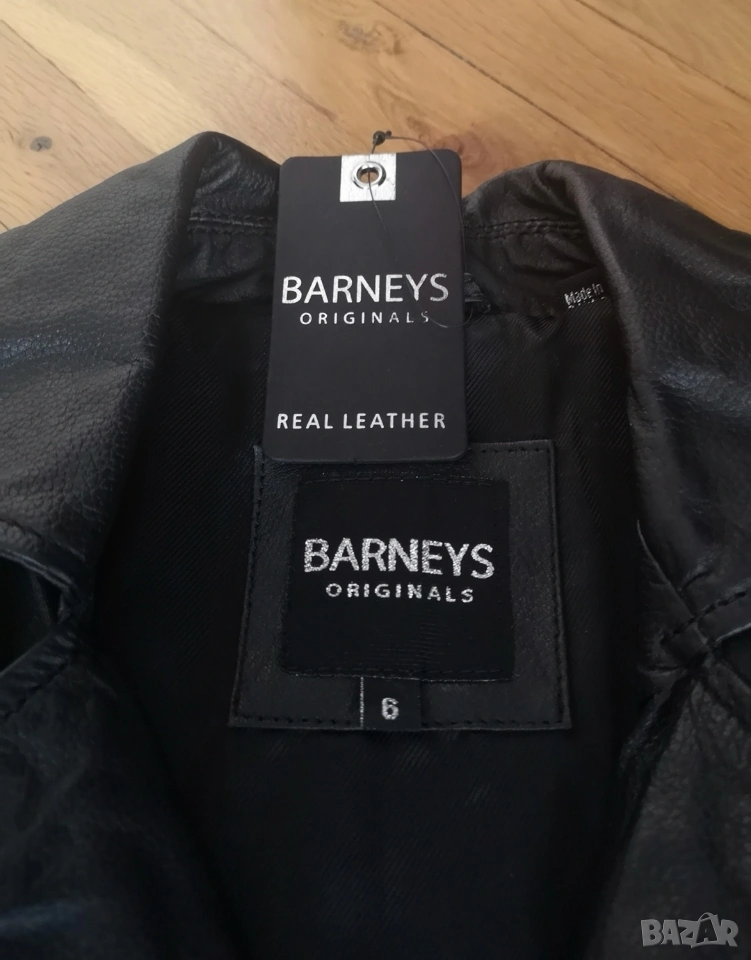 BARNEYS
ORIGINALS
REAL LEATHER
Made in
BARNEYS
ORIGINALS
6
BAZAR